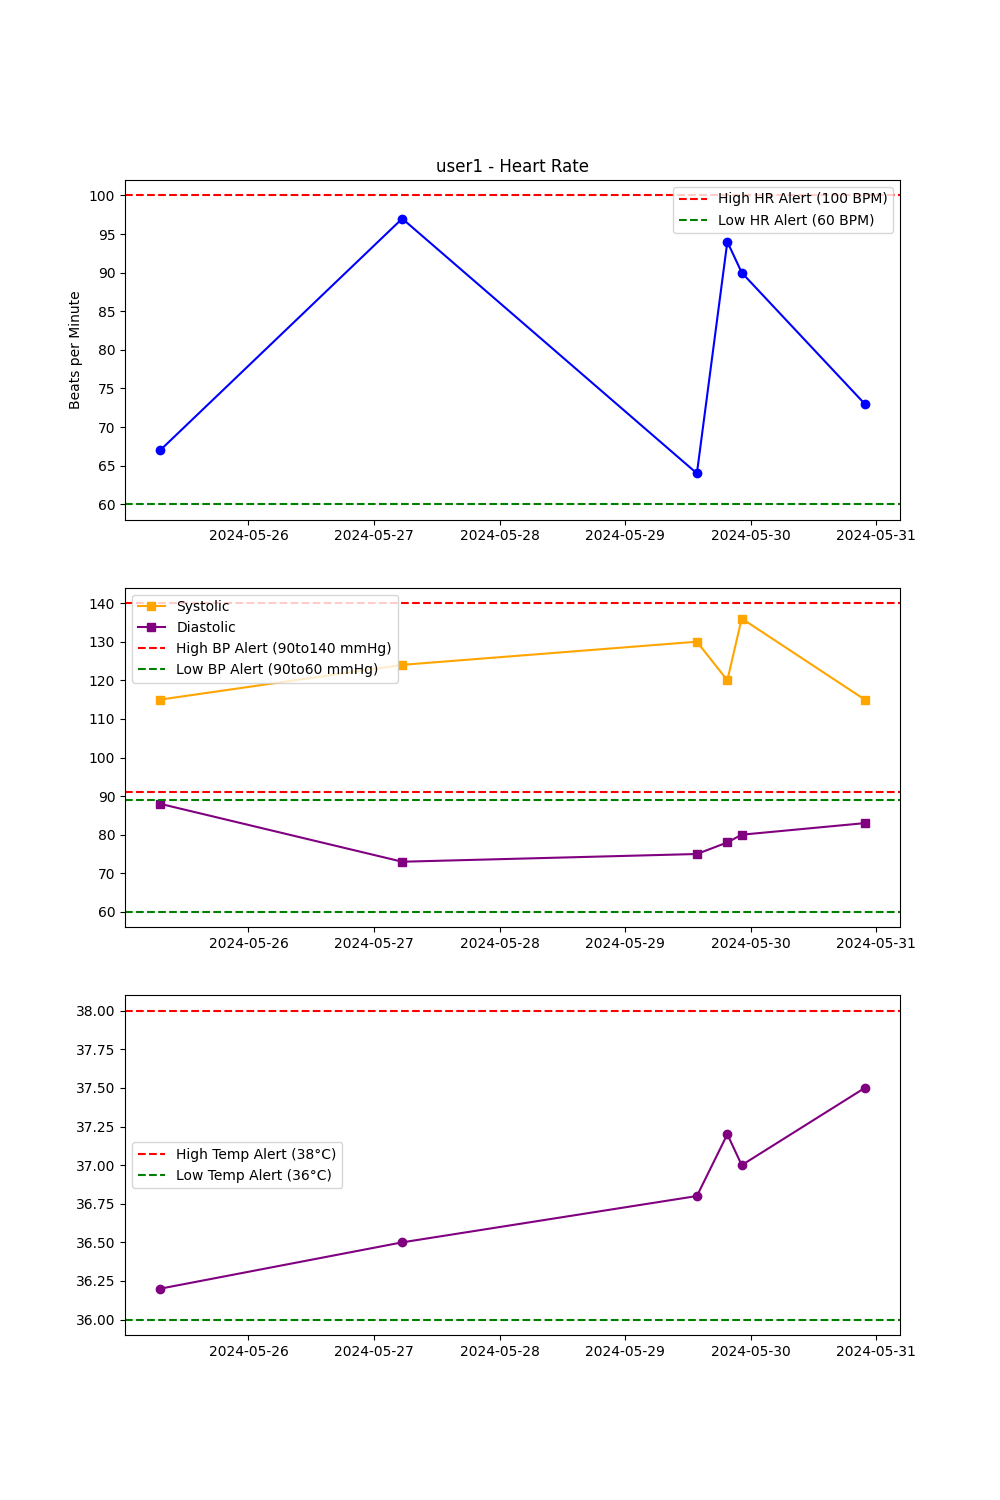 user1 - Heart Rate
High HR Alert (100 BPM)
Low HR Alert (60 BPM)
Beats per Minute
100
95
90
85
80
75
70
65
60
2024-05-26 2024-05-27 2024-05-28 2024-05-29 2024-05-30 2024-05-31
Systolic
Diastolic
High BP Alert (90to140 mmHg)
Low BP Alert (90to60 mmHg)
140
130
120
110
100
90
80
70
60
2024-05-26 2024-05-27 2024-05-28 2024-05-29 2024-05-30 2024-05-31
38.00
37.75
37.50
37.25
37.00
36.75
36.50
36.25
36.00
High Temp Alert (38°C)
Low Temp Alert (36°C)
2024-05-26 2024-05-27 2024-05-28 2024-05-29 2024-05-30 2024-05-31